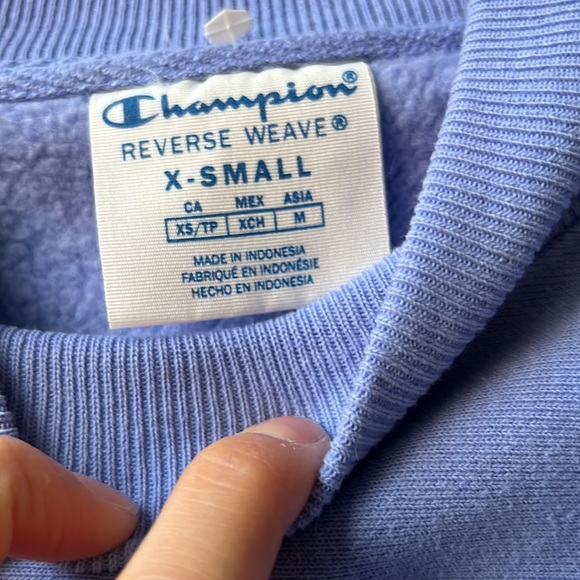 Champion®
REVERSE WEAVE®
X-SMALL
CA MEX ASIA
XS/TP XCH M
MADE IN INDONESIA
FABRIQUÉ EN INDONÉSIE
HECHO EN INDONESIA